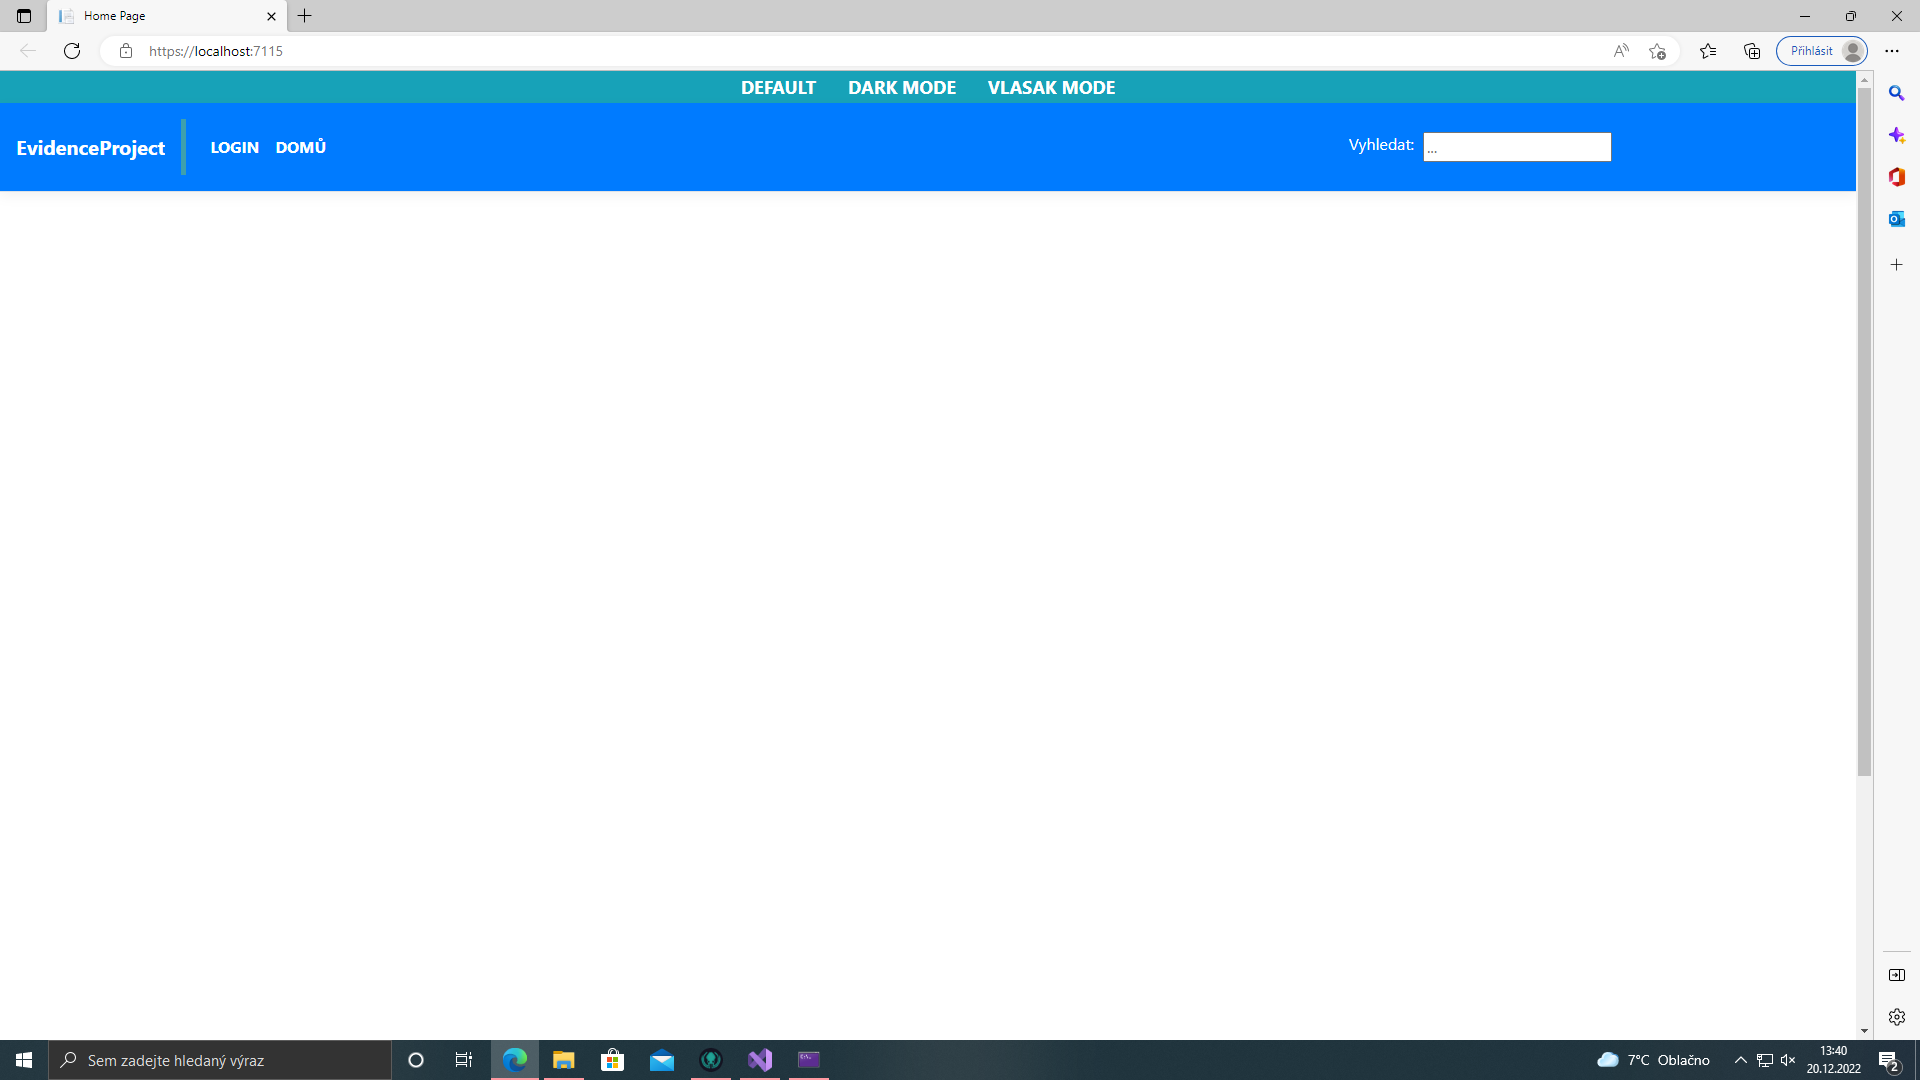 Home Page
https://localhost:7115
Přihlásit
DEFAULT DARK MODE VLASAK MODE
EvidenceProject LOGIN DOMŮ Vyhledat: ...
Sem zadejte hledaný výraz
7°C Oblačno
13:40
20.12.2022
2